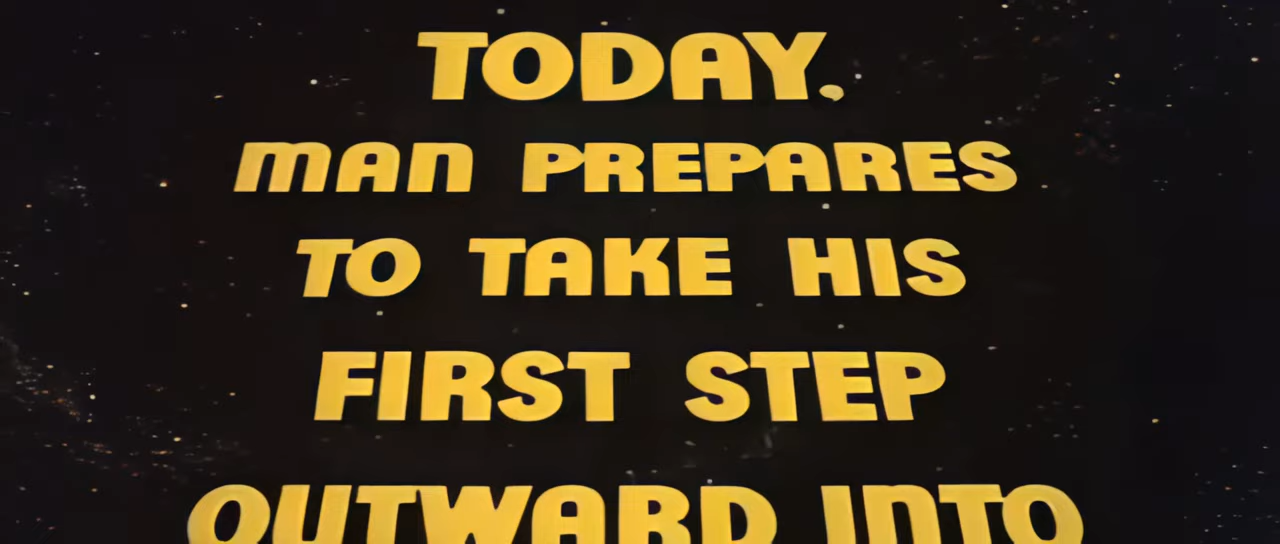 TODAY.
MAN PREPARES
TO TAKE HIS
FIRST STEP
OUTWARD INTO